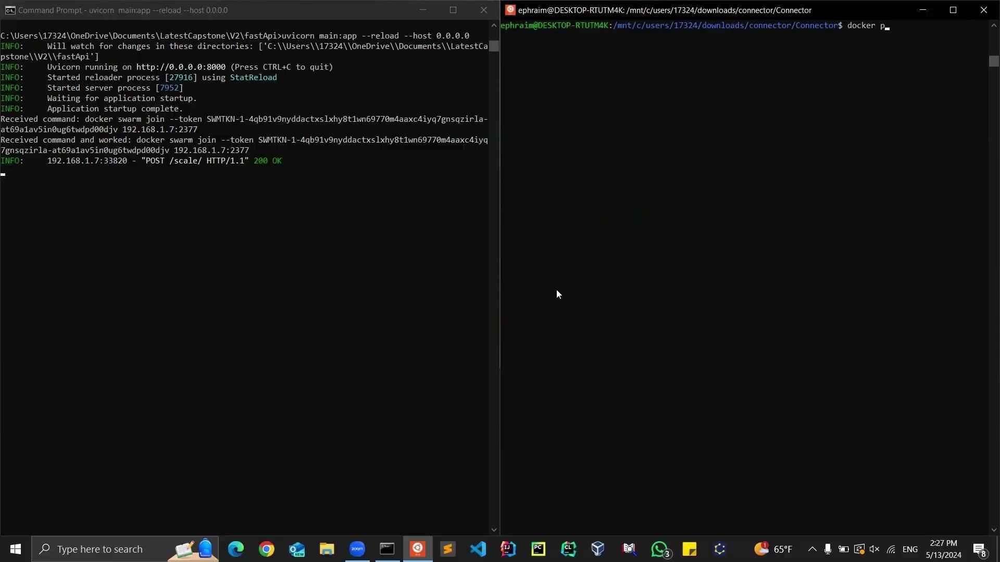 Command Prompt - uvicorn  main:app --reload --host 0.0.0.0
C:\Users\17324\OneDrive\Documents\LatestCapstone\V2\fastApi>uvicorn main:app --reload --host 0.0.0.0
INFO:     Will watch for changes in these directories: ['C:\\Users\\17324\\OneDrive\\Documents\\LatestCa
pstone\\V2\\fastApi']
INFO:     Uvicorn running on http://0.0.0.0:8000 (Press CTRL+C to quit)
INFO:     Started reloader process [27916] using StatReload
INFO:     Started server process [7952]
INFO:     Waiting for application startup.
INFO:     Application startup complete.
Received command: docker swarm join --token SWMTKN-1-4qb91v9nyddactxslxhy8t1wn69770m4aaxc4iyq7gnsqzirla-
at69a1av5in0ug6twdpd00djv 192.168.1.7:2377
Received command and worked: docker swarm join --token SWMTKN-1-4qb91v9nyddactxslxhy8t1wn69770m4aaxc4iyq
7gnsqzirla-at69a1av5in0ug6twdpd00djv 192.168.1.7:2377
INFO:     192.168.1.7:33820 - "POST /scale/ HTTP/1.1" 200 OK
ephraim@DESKTOP-RTUTM4K: /mnt/c/users/17324/downloads/connector/Connector
ephraim@DESKTOP-RTUTM4K:/mnt/c/users/17324/downloads/connector/Connector$ docker p
Type here to search
NEW
zoom
PC
CL
3
1
65°F
ENG
2:27 PM
5/13/2024
8